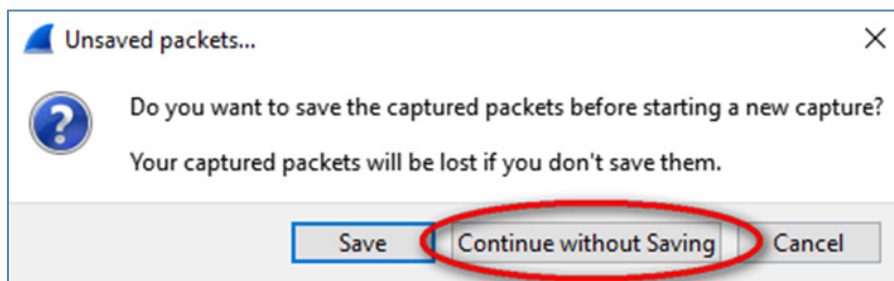 Unsaved packets...
Do you want to save the captured packets before starting a new capture?
Your captured packets will be lost if you don't save them.
Save Continue without Saving Cancel